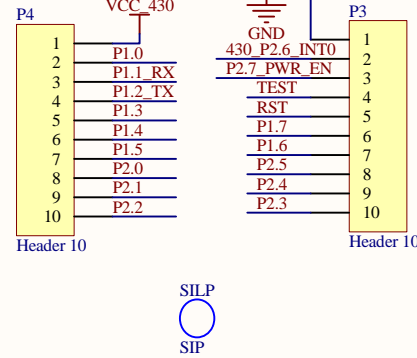 P4
VCC_430
1
P1.0
2
P1.1_RX
3
P1.2_TX
4
P1.3
5
P1.4
6
P1.5
7
P2.0
8
P2.1
9
P2.2
10
Header 10
P3
GND
1
430_P2.6_INT0
2
P2.7_PWR_EN
3
TEST
4
RST
5
P1.7
6
P1.6
7
P2.5
8
P2.4
9
P2.3
10
Header 10
SILP
SIP